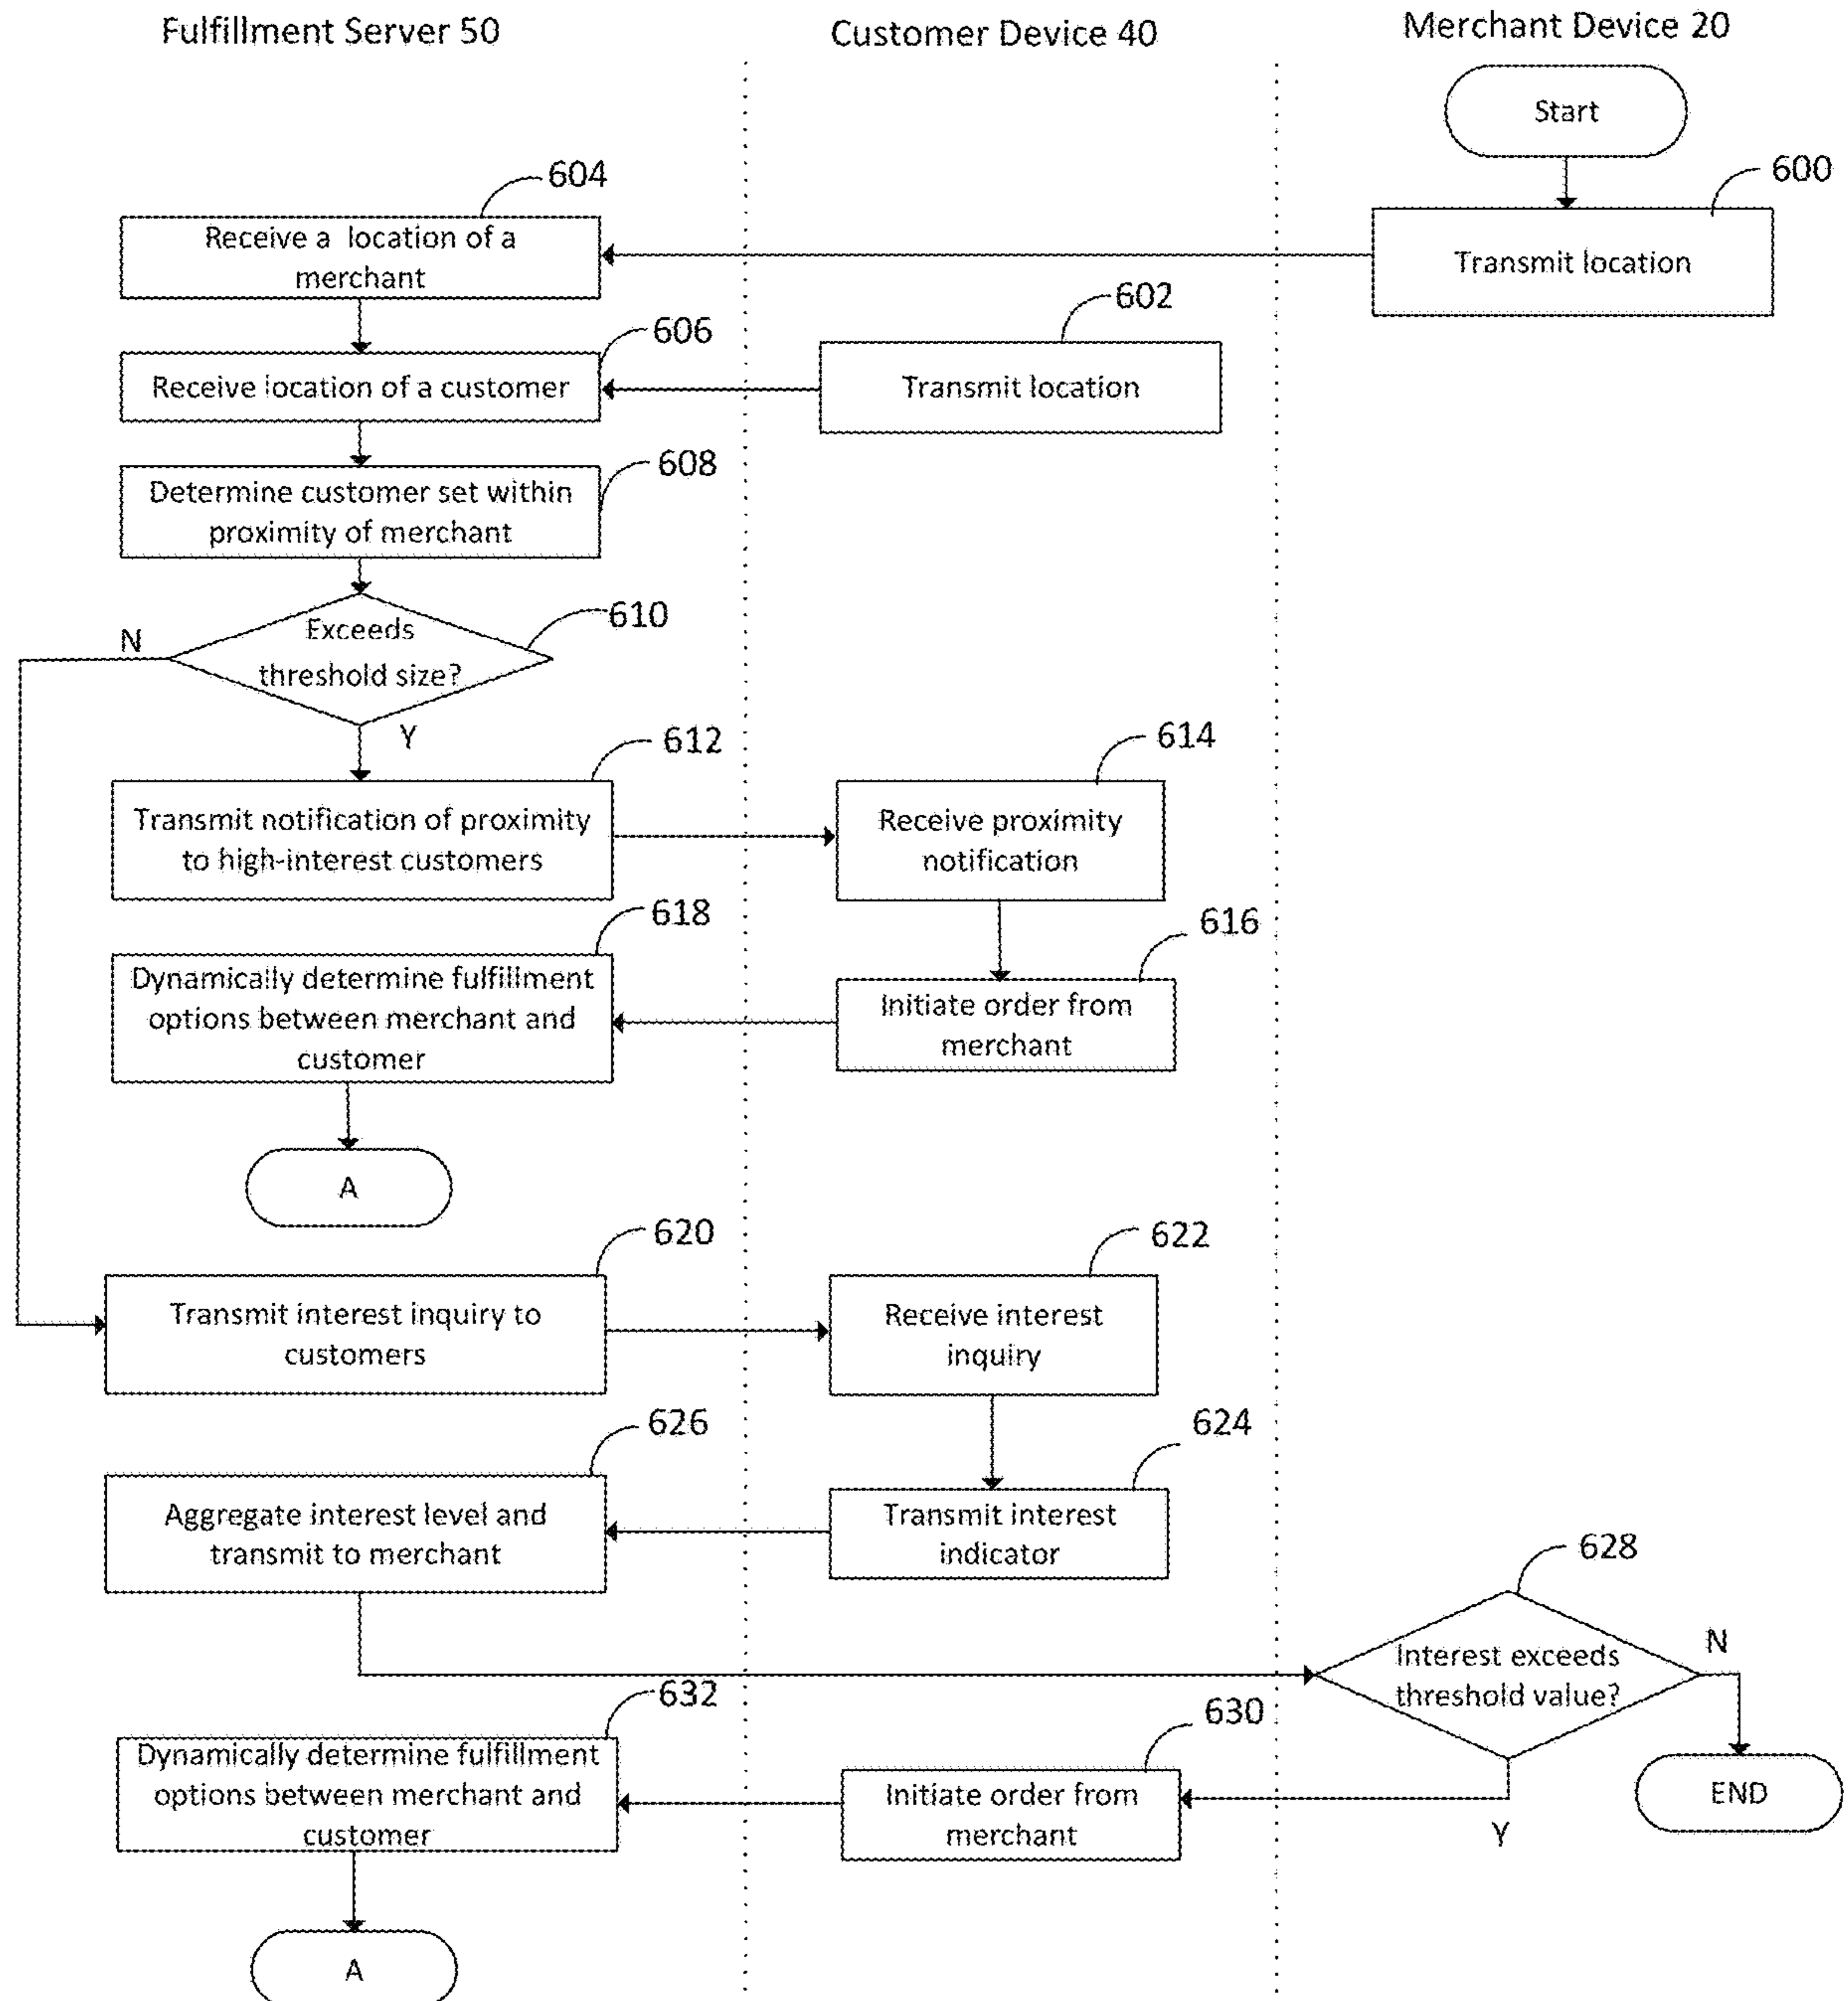 Fulfillment Server 50
Customer Device 40
Merchant Device 20
Start
600
Transmit location
604
Receive a location of a
merchant
602
Transmit location
606
Receive location of a customer
608
Determine customer set within
proximity of merchant
610
Exceeds
threshold size?
N
Y
612
Transmit notification of proximity
to high-interest customers
614
Receive proximity
notification
616
Initiate order from
merchant
618
Dynamically determine fulfillment
options between merchant and
customer
A
620
Transmit interest inquiry to
customers
622
Receive interest
inquiry
624
Transmit interest
indicator
626
Aggregate interest level and
transmit to merchant
628
Interest exceeds
threshold value?
N
END
Y
630
Initiate order from
merchant
632
Dynamically determine fulfillment
options between merchant and
customer
A